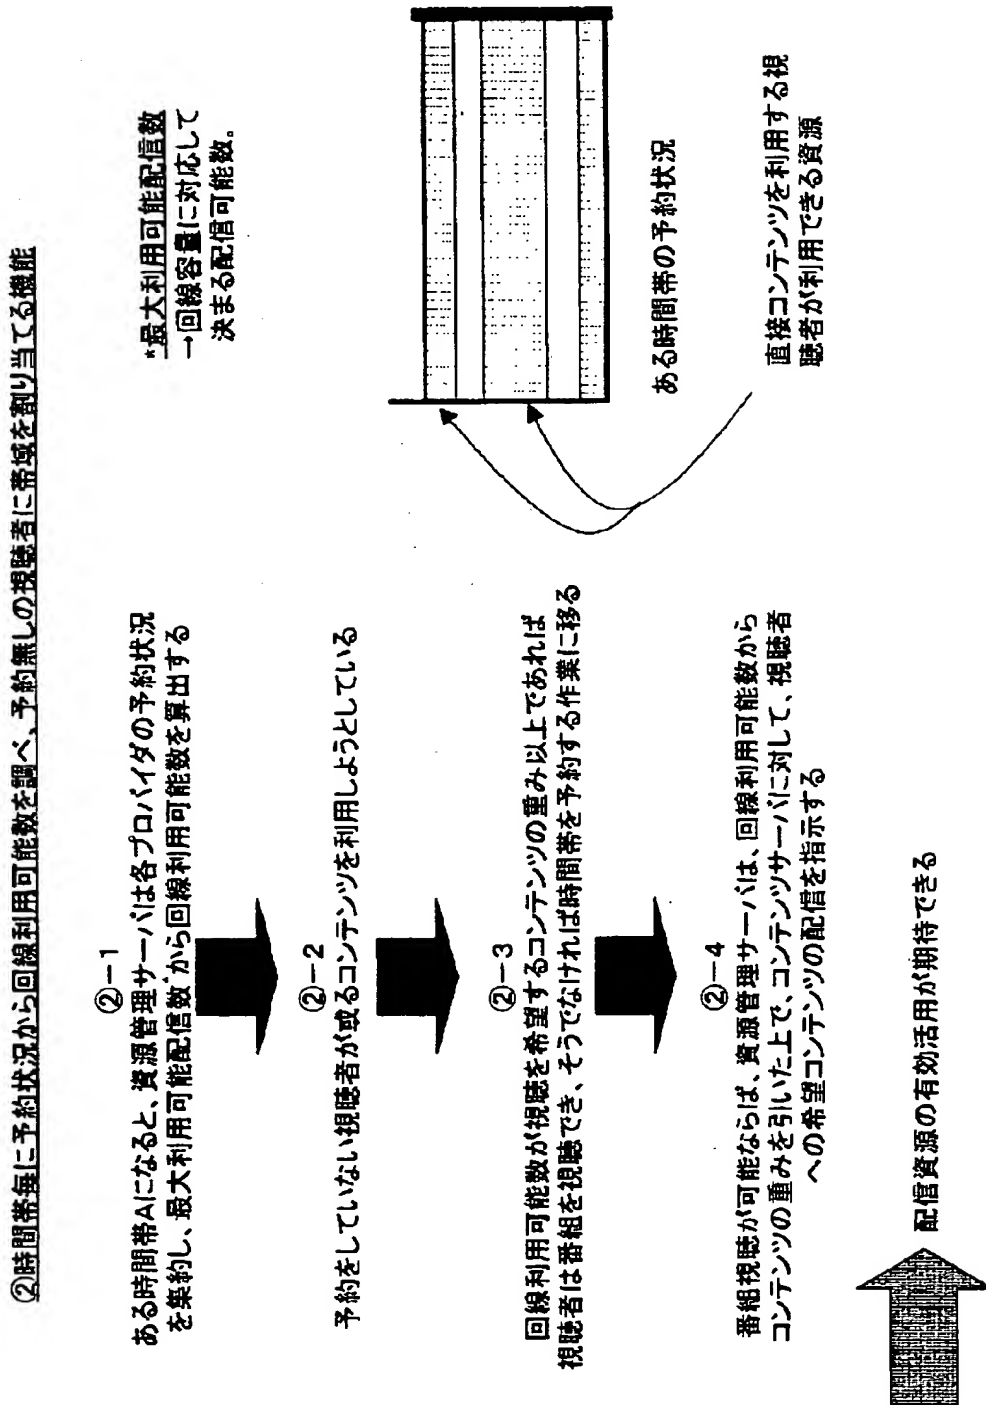 ②時間帯毎に予約状況から回線利用可能数を調べ、予約無しの視聴者に帯域を割り当てる機能
②−1
ある時間帯Aになると、資源管理サーバは各プロバイダの予約状況
を集約し、最大利用可能配信数*から回線利用可能数を算出する
②−2
予約をしていない視聴者が或るコンテンツを利用しようとしている
②−3
回線利用可能数が視聴を希望するコンテンツの重み以上であれば
視聴者は番組を視聴でき、そうでなければ時間帯を予約する作業に移る
②−4
番組視聴が可能ならば、資源管理サーバは、回線利用可能数から
コンテンツの重みを引いた上で、コンテンツサーバに対して、視聴者
への希望コンテンツの配信を指示する
配信資源の有効活用が期待できる
*最大利用可能配信数
→回線容量に対応して
決まる配信可能数。
ある時間帯の予約状況
直接コンテンツを利用する視
聴者が利用できる資源